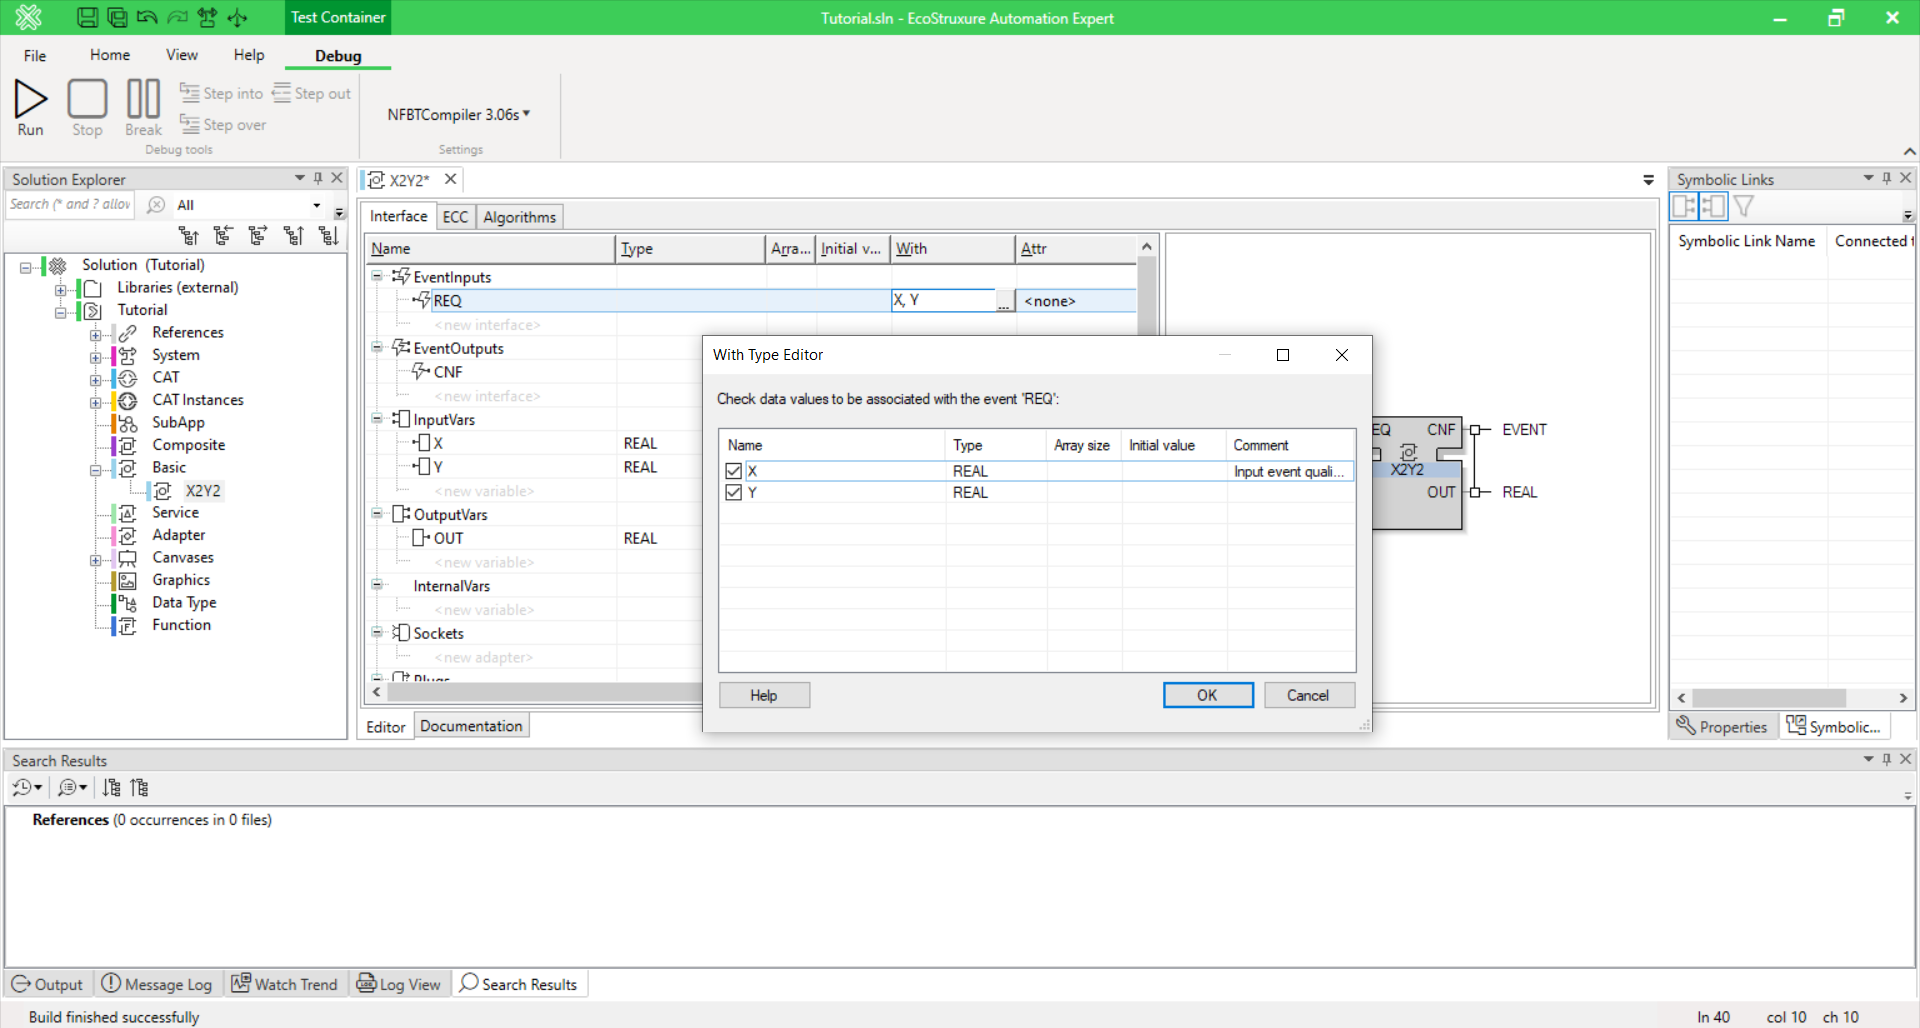 Test Container
Tutorial.sln - EcoStruxure Automation Expert
File Home View Help Debug
Run Stop Break Step into Step out
Step over
Debug tools
NFBTCompiler 3.06s
Settings
Solution Explorer
Search (* and ? allov All
Solution (Tutorial)
Libraries (external)
Tutorial
References
System
CAT
CAT Instances
SubApp
Composite
Basic
X2Y2
Service
Adapter
Canvases
Graphics
Data Type
Function
X2Y2*
Interface ECC Algorithms
Name Type Arra... Initial v... With Attr
EventInputs
REQ X, Y ... <none>
<new interface>
EventOutputs
CNF
<new interface>
InputVars
X REAL
Y REAL
<new variable>
OutputVars
OUT REAL
<new variable>
InternalVars
<new variable>
Sockets
<new adapter>
Plugs
Editor Documentation
With Type Editor
Check data values to be associated with the event 'REQ':
Name Type Array size Initial value Comment
X REAL Input event quali...
Y REAL
Help OK Cancel
EQ CNF EVENT
X2Y2
OUT REAL
Symbolic Links
Symbolic Link Name Connected t
Properties Symbolic...
Search Results
References (0 occurrences in 0 files)
Output Message Log Watch Trend Log View Search Results
Build finished successfully
ln 40 col 10 ch 10